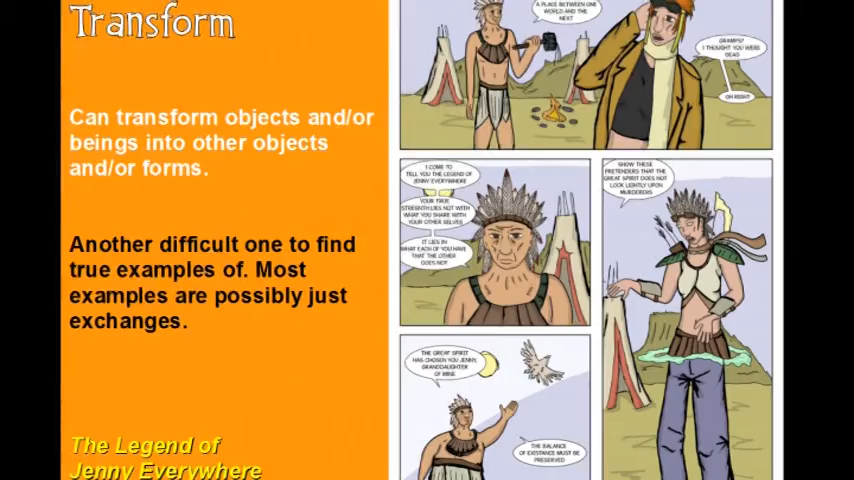 Transform
Can transform objects and/or
beings into other objects
and/or forms.
Another difficult one to find
true examples of. Most
examples are possibly just
exchanges.
The Legend of
Jenny Everywhere
A PLACE BETWEEN ONE
WORLD AND THE
NEXT
GRAMPS?
I THOUGHT YOU WERE
DEAD
OH RIGHT
I COME TO
TELL YOU THE LEGEND OF
JENNY EVERYWHERE
YOUR TRUE
STREGNTH LIES NOT WITH
WHAT YOU SHARE WITH
YOUR OTHER SELVES
IT LIES IN
WHAT EACH OF YOU HAVE
THAT THE OTHER
DOES NOT
SHOW THESE
PRETENDERS THAT THE
GREAT SPIRIT DOES NOT
LOOK LIGHTLY UPON
MURDERERS
THE GREAT SPIRIT
HAS CHOSEN YOU JENNY,
GRANDDAUGHTER
OF MINE
THE BALANCE
OF EXISTANCE MUST BE
PRESERVED